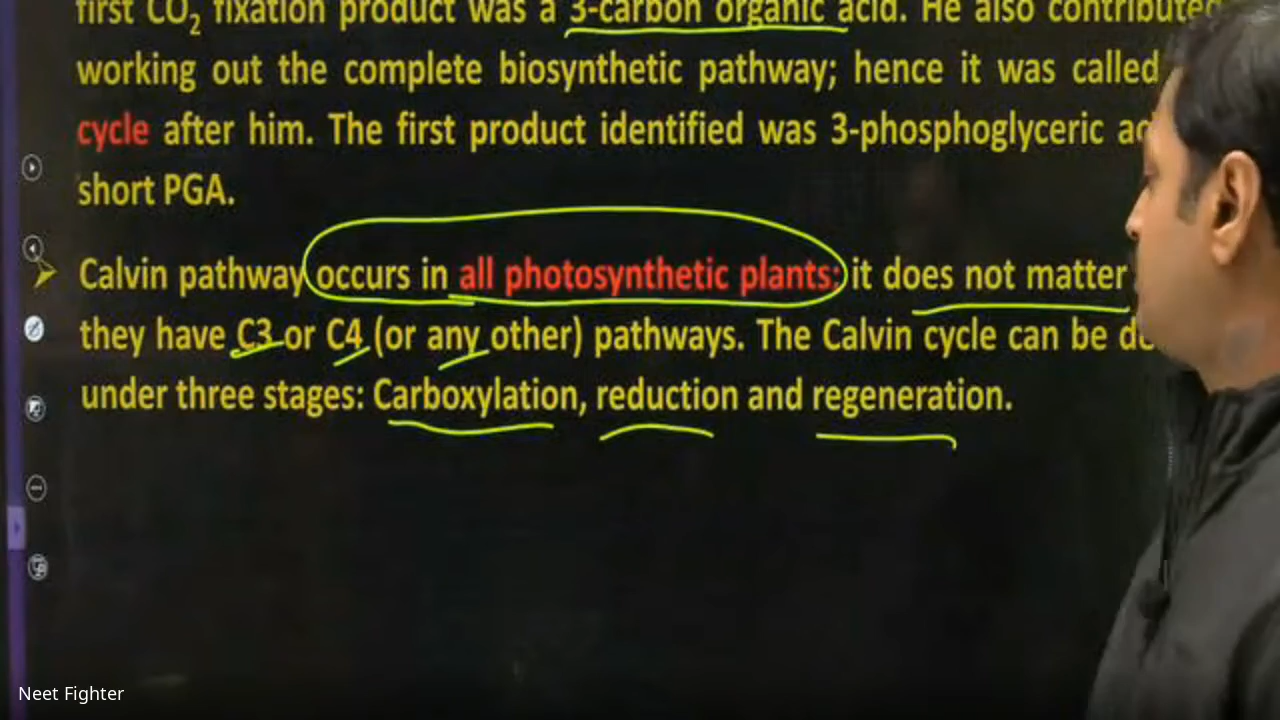 first CO2 fixation product was a 3-carbon organic acid. He also contributed
working out the complete biosynthetic pathway; hence it was called
cycle after him. The first product identified was 3-phosphoglyceric
short PGA.
Calvin pathway occurs in all photosynthetic plants; it does not matter
they have C3 or C4 (or any other) pathways. The Calvin cycle can be
under three stages: Carboxylation, reduction and regeneration.
Neet Fighter